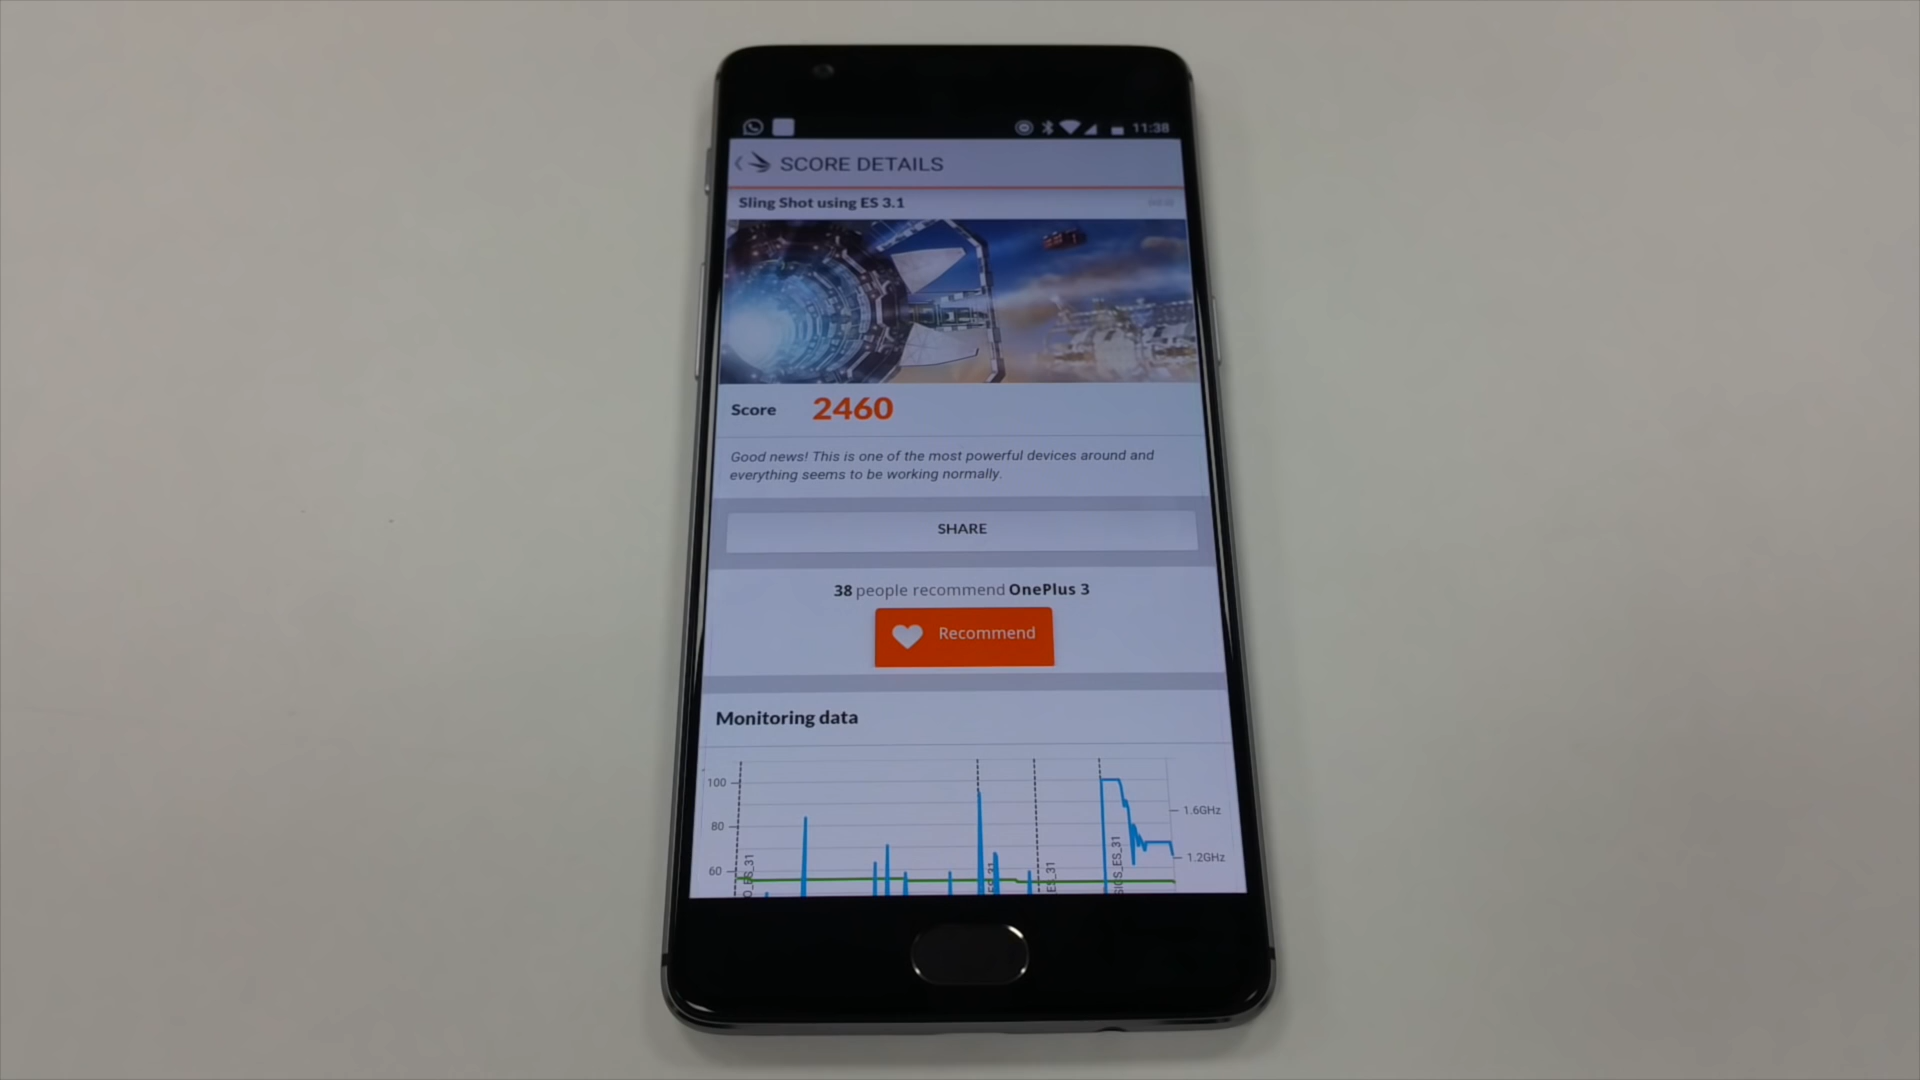 11:38
SCORE DETAILS
Sling Shot using ES 3.1
Score 2460
Good news! This is one of the most powerful devices around and
everything seems to be working normally.
SHARE
38 people recommend OnePlus 3
Recommend
Monitoring data
100
1.6GHz
80
1.2GHz
60